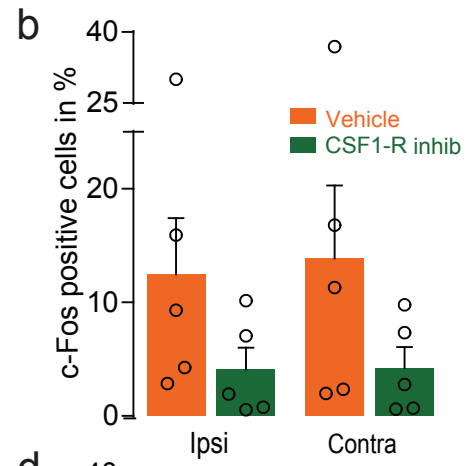 b
c-Fos positive cells in %
40
25
20
10
0
Vehicle
CSF1-R inhib
Ipsi
Contra
d